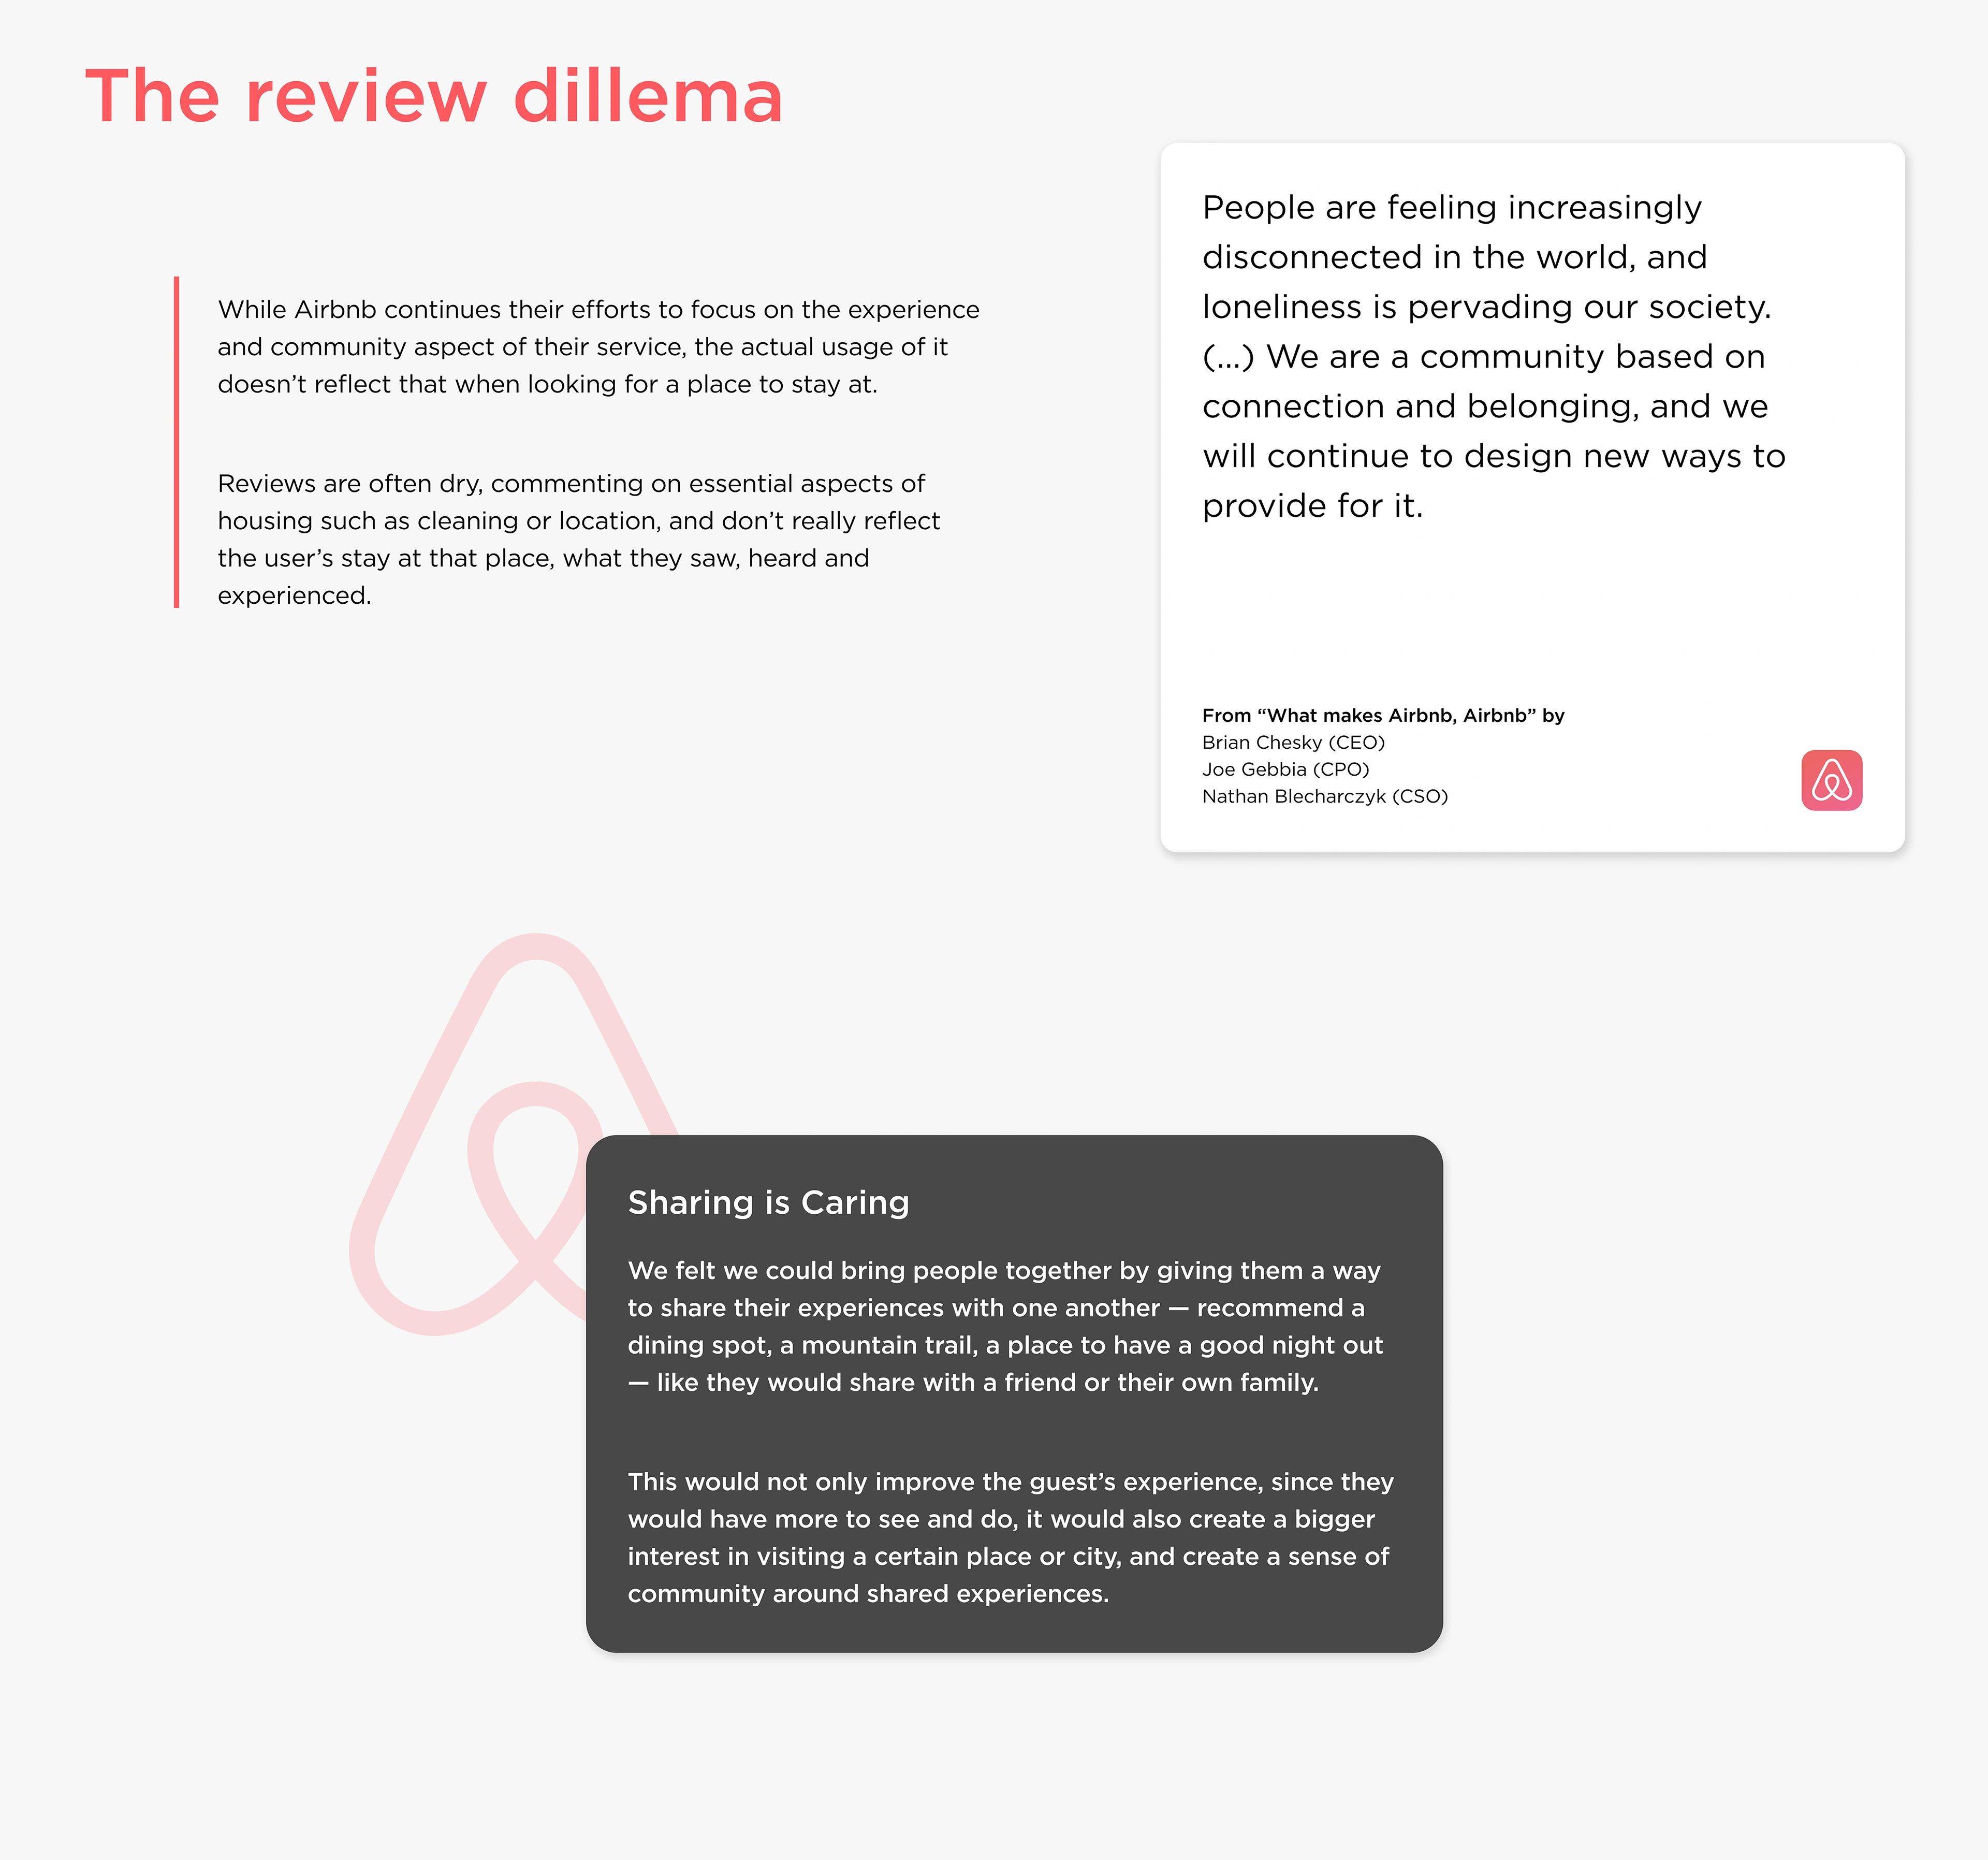 The review dillema
While Airbnb continues their efforts to focus on the experience
and community aspect of their service, the actual usage of it
doesn’t reflect that when looking for a place to stay at.
Reviews are often dry, commenting on essential aspects of
housing such as cleaning or location, and don’t really reflect
the user’s stay at that place, what they saw, heard and
experienced.
People are feeling increasingly
disconnected in the world, and
loneliness is pervading our society.
(...) We are a community based on
connection and belonging, and we
will continue to design new ways to
provide for it.
From “What makes Airbnb, Airbnb” by
Brian Chesky (CEO)
Joe Gebbia (CPO)
Nathan Blecharczyk (CSO)
Sharing is Caring
We felt we could bring people together by giving them a way
to share their experiences with one another — recommend a
dining spot, a mountain trail, a place to have a good night out
— like they would share with a friend or their own family.
This would not only improve the guest’s experience, since they
would have more to see and do, it would also create a bigger
interest in visiting a certain place or city, and create a sense of
community around shared experiences.